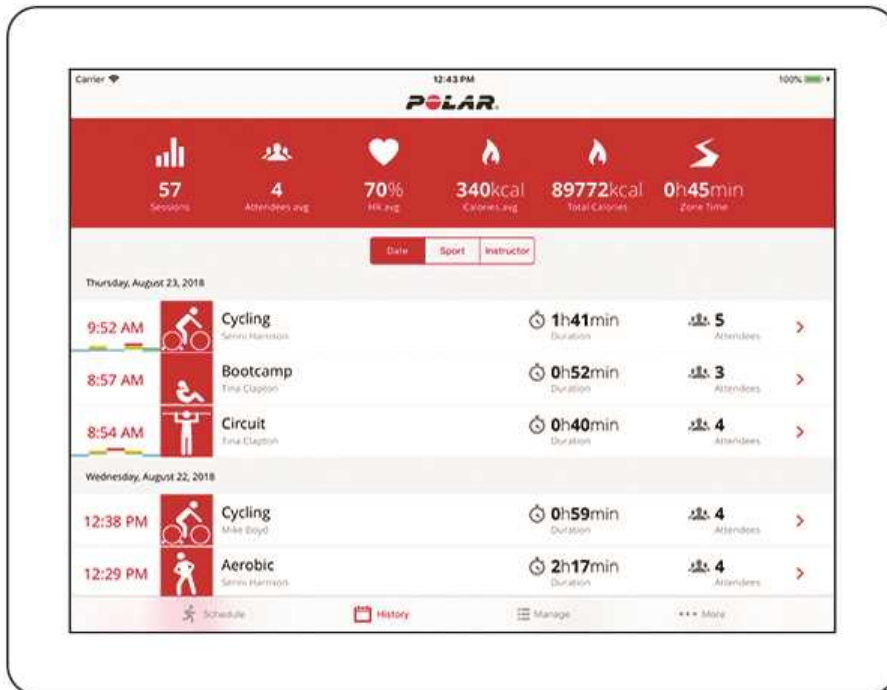 Carrier 12:43 PM 100%
POLAR.
57 4 70% 340kcal 89772kcal 0h45min
Sessions Attendees avg HR avg Calories avg Total Calories Zone Time
Date Sport Instructor
Thursday, August 23, 2018
9:52 AM Cycling 1h41min 5
Senni Harmson Duration Attendees
8:57 AM Bootcamp 0h52min 3
Tina Clapton Duration Attendees
8:54 AM Circuit 0h40min 4
Tina Clapton Duration Attendees
Wednesday, August 22, 2018
12:38 PM Cycling 0h59min 4
Mike Boyd Duration Attendees
12:29 PM Aerobic 2h17min 4
Senni Harmson Duration Attendees
Schedule History Manage More